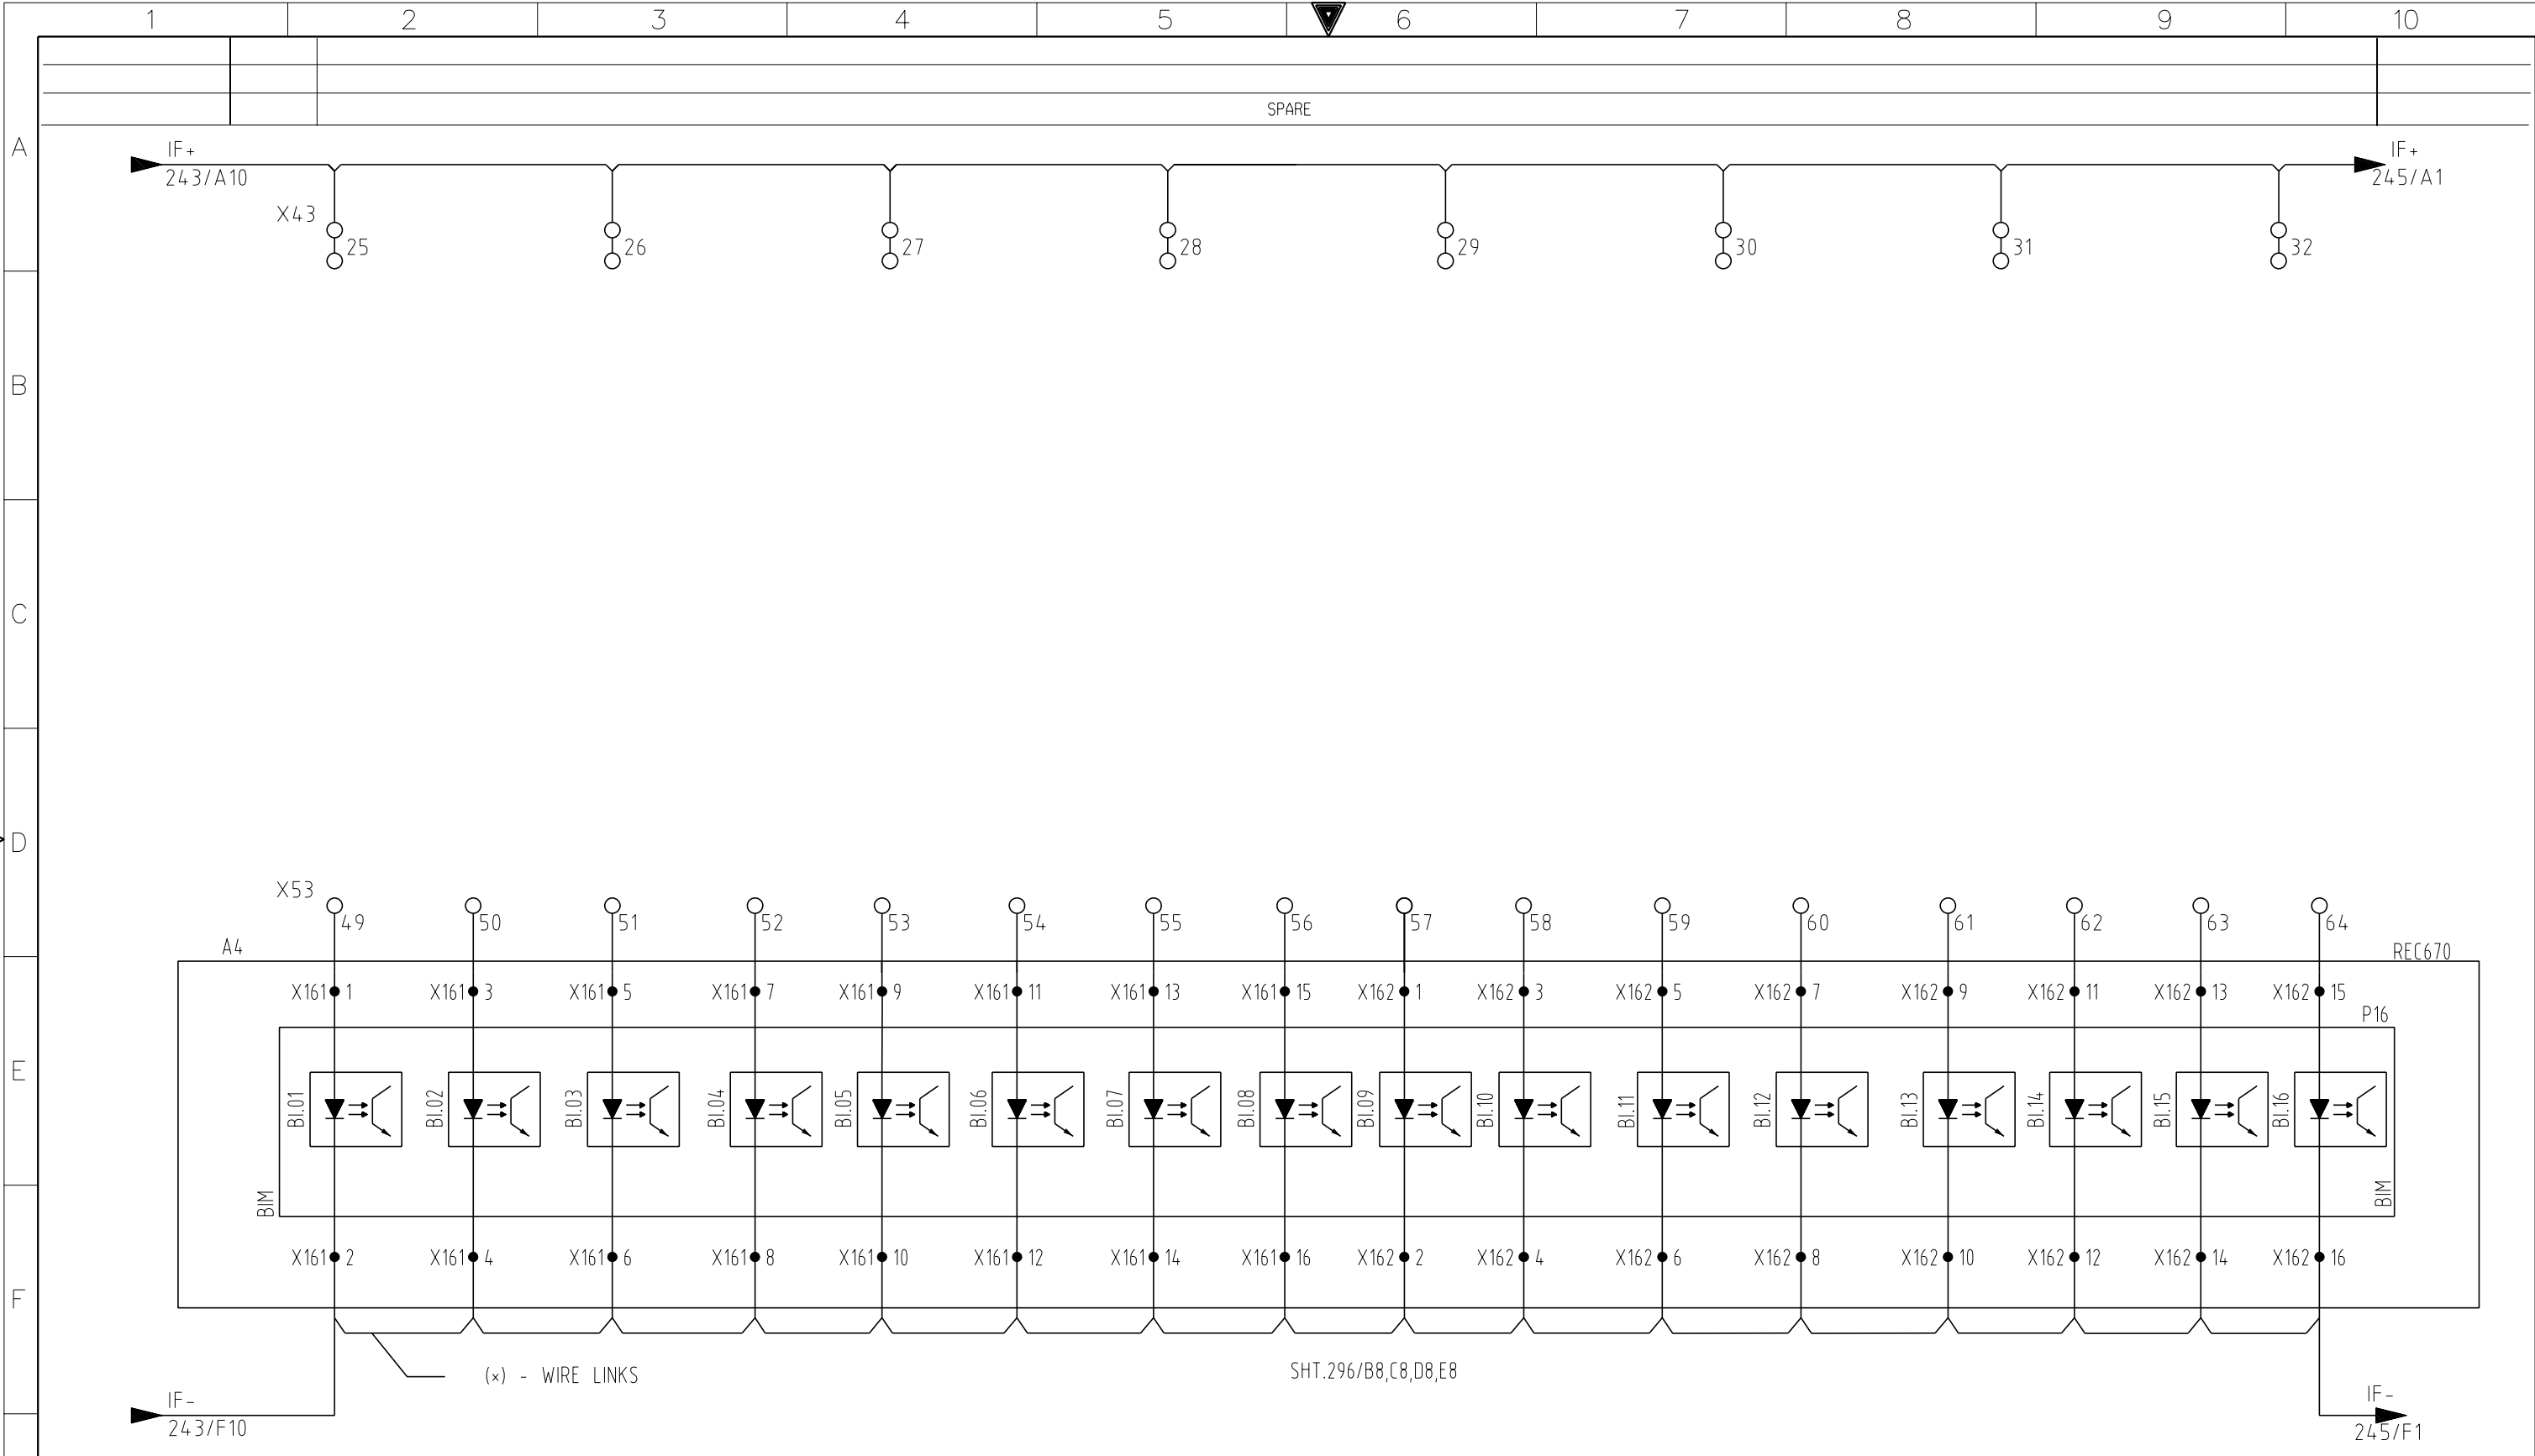 1 2 3 4 5 6 7 8 9 10
SPARE
A
IF+ IF+
243/A10 245/A1
X43
25 26 27 28 29 30 31 32
B
C
D
X53
49 50 51 52 53 54 55 56 57 58 59 60 61 62 63 64
A4 REC670
X161 1 X161 3 X161 5 X161 7 X161 9 X161 11 X161 13 X161 15 X162 1 X162 3 X162 5 X162 7 X162 9 X162 11 X162 13 X162 15
P16
E
BI.01 BI.02 BI.03 BI.04 BI.05 BI.06 BI.07 BI.08 BI.09 BI.10 BI.11 BI.12 BI.13 BI.14 BI.15 BI.16
BIM BIM
X161 2 X161 4 X161 6 X161 8 X161 10 X161 12 X161 14 X161 16 X162 2 X162 4 X162 6 X162 8 X162 10 X162 12 X162 14 X162 16
F
(×) - WIRE LINKS SHT.296/B8,C8,D8,E8
IF- IF-
243/F10 245/F1